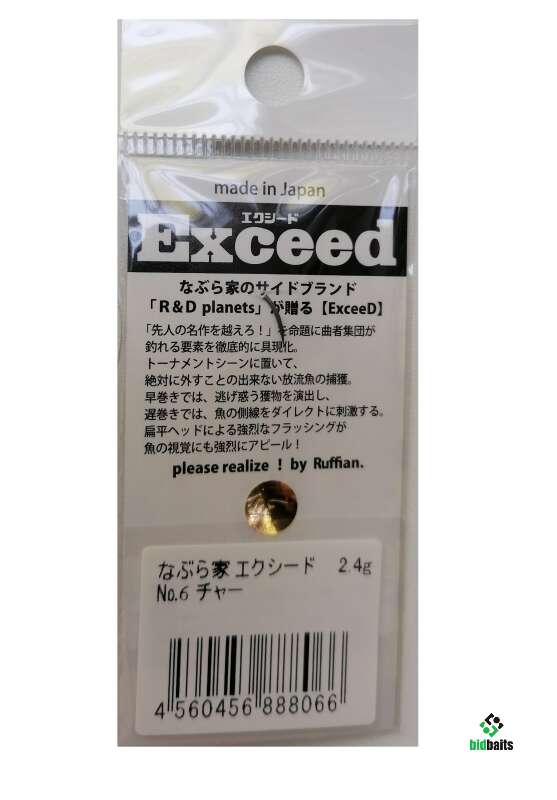 made in Japan
エクシード
Exceed
なぶら家のサイドブランド
「R&D planets」が贈る【ExceeD】
「先人の名作を越えろ！」を命題に曲者集団が
釣れる要素を徹底的に具現化。
トーナメントシーンに置いて、
絶対に外すことの出来ない放流魚の捕獲。
早巻きでは、逃げ惑う獲物を演出し、
遅巻きでは、魚の側線をダイレクトに刺激する。
扁平ヘッドによる強烈なフラッシングが
魚の視覚にも強烈にアピール！
please realize ! by Ruffian.
なぶら家 エクシード 2.4g
No.6 チャー
4 560456 888066
bidbaits